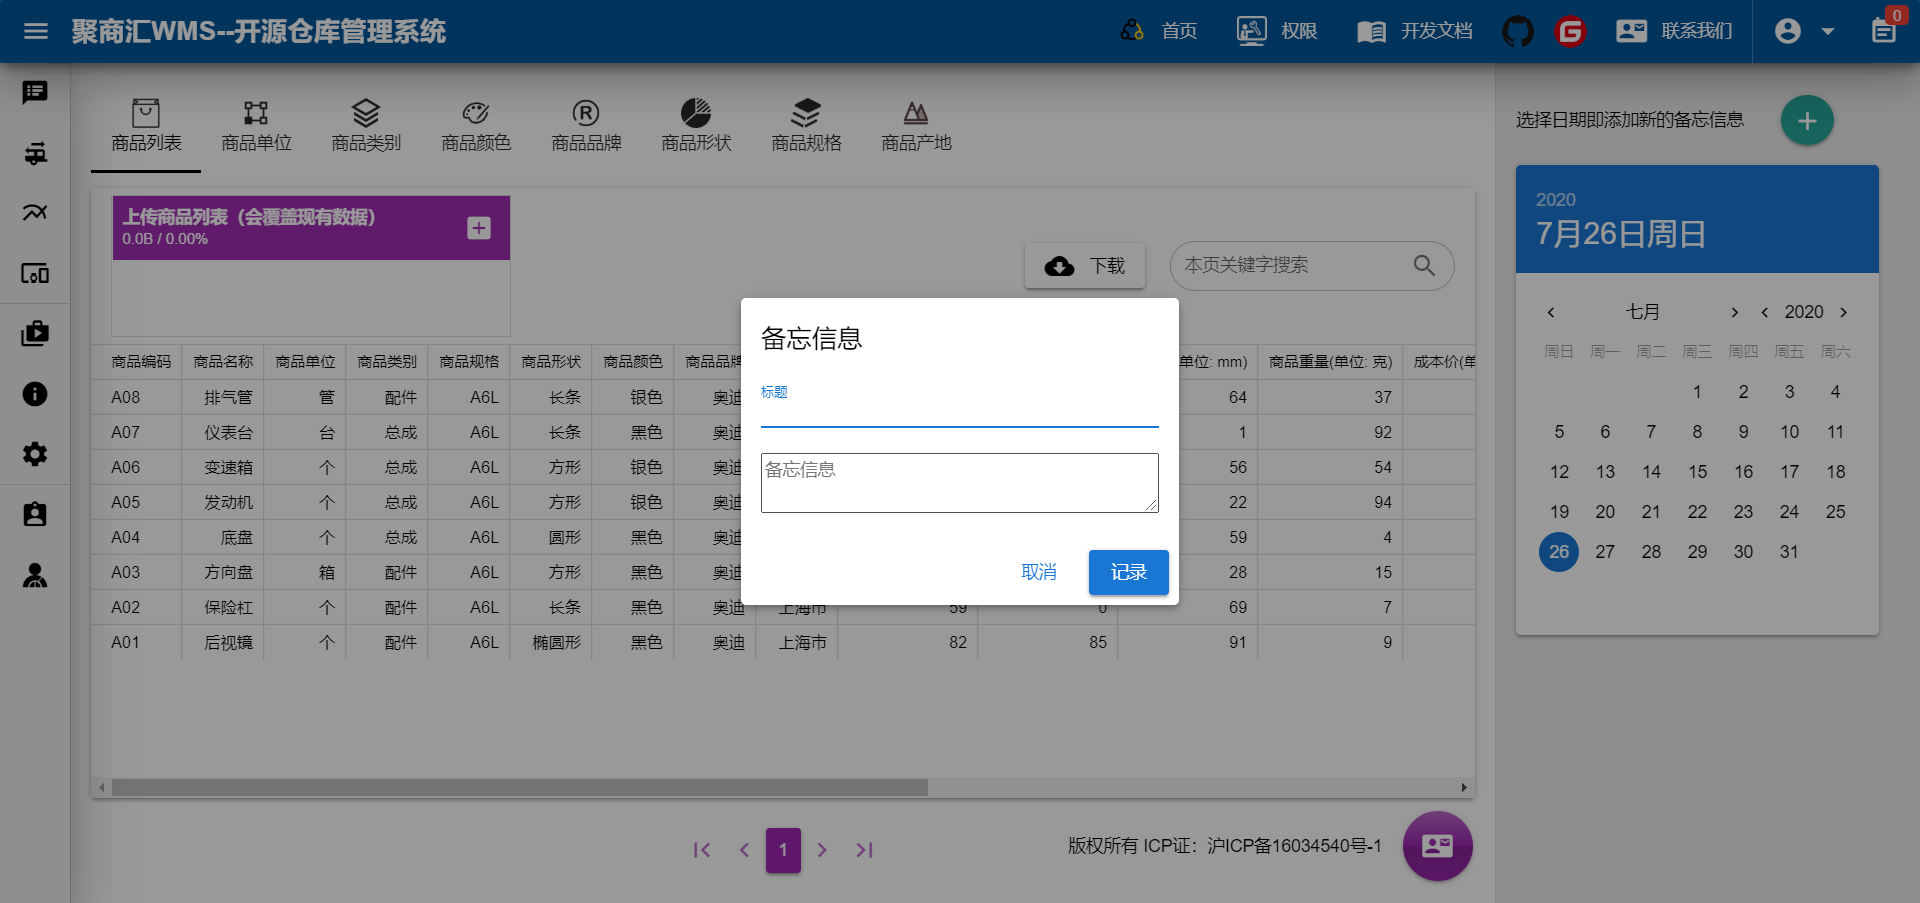 聚商汇WMS--开源仓库管理系统
首页
权限
开发文档
联系我们
0
商品列表
商品单位
商品类别
商品颜色
商品品牌
商品形状
商品规格
商品产地
上传商品列表（会覆盖现有数据）
0.0B / 0.00%
下载
本页关键字搜索
商品编码 商品名称 商品单位 商品类别 商品规格 商品形状 商品颜色 商品品牌 单位: mm) 商品重量(单位: 克) 成本价(单
A08 排气管 管 配件 A6L 长条 银色 奥迪 64 37
A07 仪表台 台 总成 A6L 长条 黑色 奥迪 1 92
A06 变速箱 个 总成 A6L 方形 银色 奥迪 56 54
A05 发动机 个 总成 A6L 方形 银色 奥迪 22 94
A04 底盘 个 总成 A6L 圆形 黑色 奥迪 59 4
A03 方向盘 箱 配件 A6L 方形 黑色 奥迪 28 15
A02 保险杠 个 配件 A6L 长条 黑色 奥迪 上海市 59 0 69 7
A01 后视镜 个 配件 A6L 椭圆形 黑色 奥迪 上海市 82 85 91 9
备忘信息
标题
备忘信息
取消
记录
1
版权所有 ICP证：沪ICP备16034540号-1
选择日期即添加新的备忘信息
2020
7月26日周日
七月 2020
周日 周一 周二 周三 周四 周五 周六
1 2 3 4
5 6 7 8 9 10 11
12 13 14 15 16 17 18
19 20 21 22 23 24 25
26 27 28 29 30 31